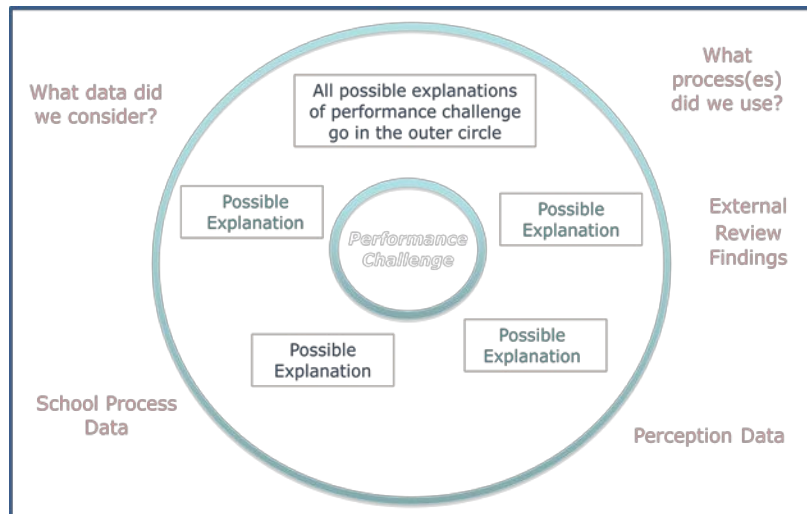 What data did
we consider?
All possible explanations
of performance challenge
go in the outer circle
What
process(es)
did we use?
Possible
Explanation
Performance
Challenge
Possible
Explanation
External
Review
Findings
Possible
Explanation
Possible
Explanation
School Process
Data
Perception Data